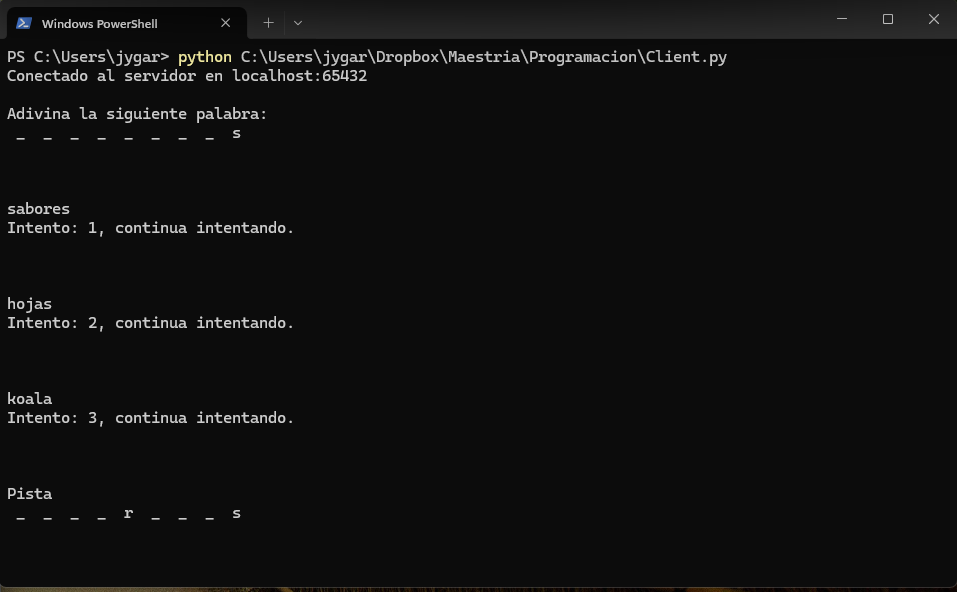 Windows PowerShell
PS C:\Users\jygar> python C:\Users\jygar\Dropbox\Maestria\Programacion\Client.py
Conectado al servidor en localhost:65432
Adivina la siguiente palabra:
_ _ _ _ _ _ _ _ s
sabores
Intento: 1, continua intentando.
hojas
Intento: 2, continua intentando.
koala
Intento: 3, continua intentando.
Pista
_ _ _ _ r _ _ _ s